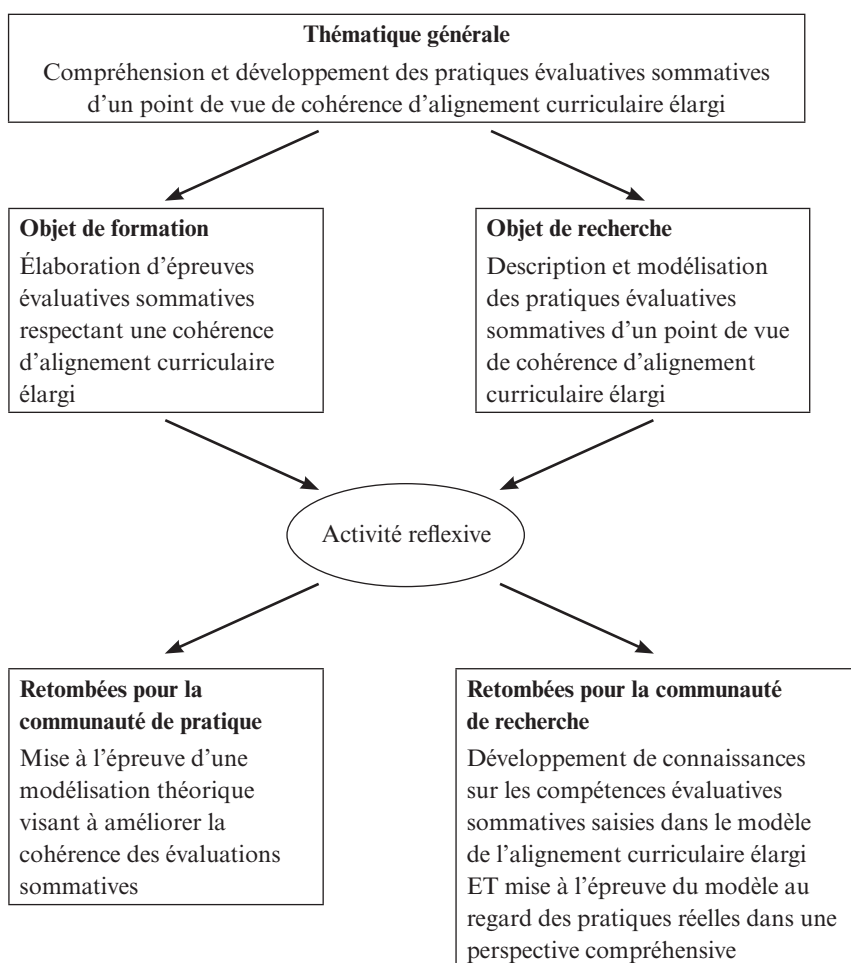 Thématique générale
Compréhension et développement des pratiques évaluatives sommatives
d’un point de vue de cohérence d’alignement curriculaire élargi
Objet de formation
Élaboration d’épreuves
évaluatives sommatives
respectant une cohérence
d’alignement curriculaire
élargi
Objet de recherche
Description et modélisation
des pratiques évaluatives
sommatives d’un point de vue
de cohérence d’alignement
curriculaire élargi
Activité reflexive
Retombées pour la
communauté de pratique
Mise à l’épreuve d’une
modélisation théorique
visant à améliorer la
cohérence des évaluations
sommatives
Retombées pour la communauté
de recherche
Développement de connaissances
sur les compétences évaluatives
sommatives saisies dans le modèle
de l’alignement curriculaire élargi
ET mise à l’épreuve du modèle au
regard des pratiques réelles dans une
perspective compréhensive